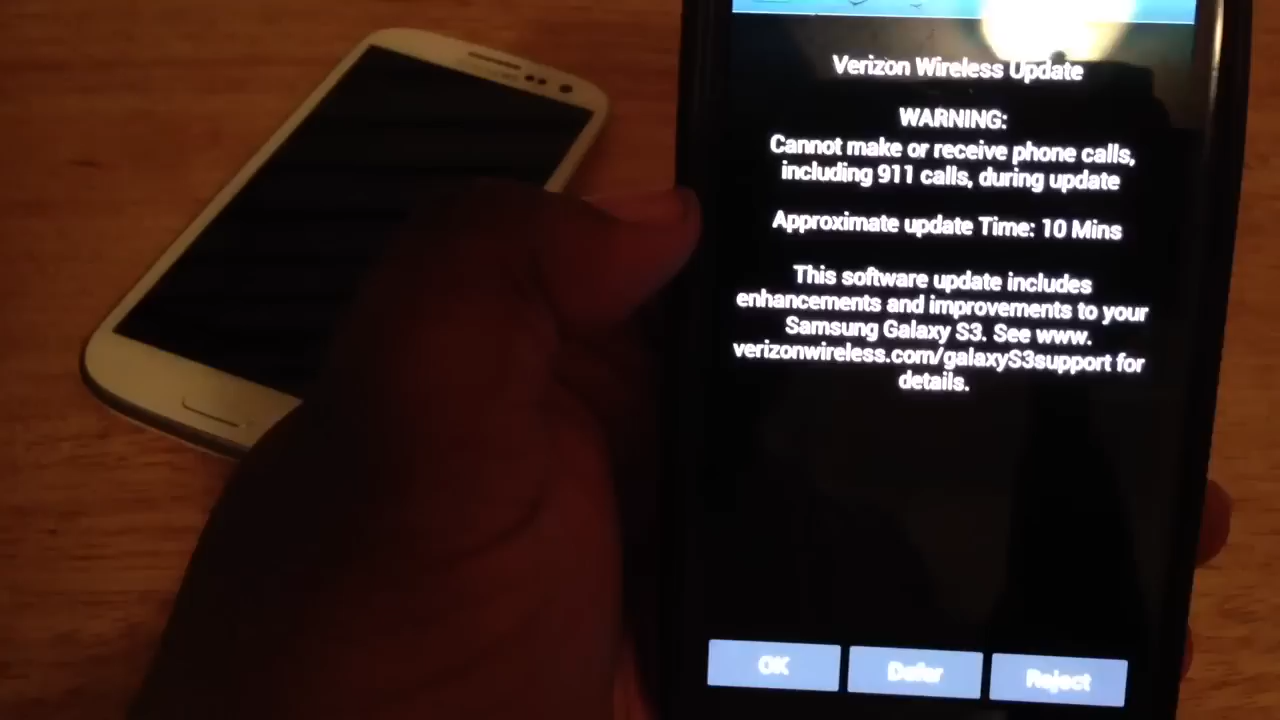 Verizon Wireless Update
WARNING:
Cannot make or receive phone calls,
including 911 calls, during update
Approximate update Time: 10 Mins
This software update includes
enhancements and improvements to your
Samsung Galaxy S3. See www.
verizonwireless.com/galaxyS3support for
details.
OK Defer Reject